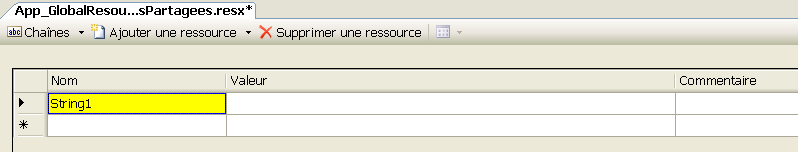 App_GlobalResou...sPartagees.resx*
Chaînes Ajouter une ressource Supprimer une ressource
Nom Valeur Commentaire
String1